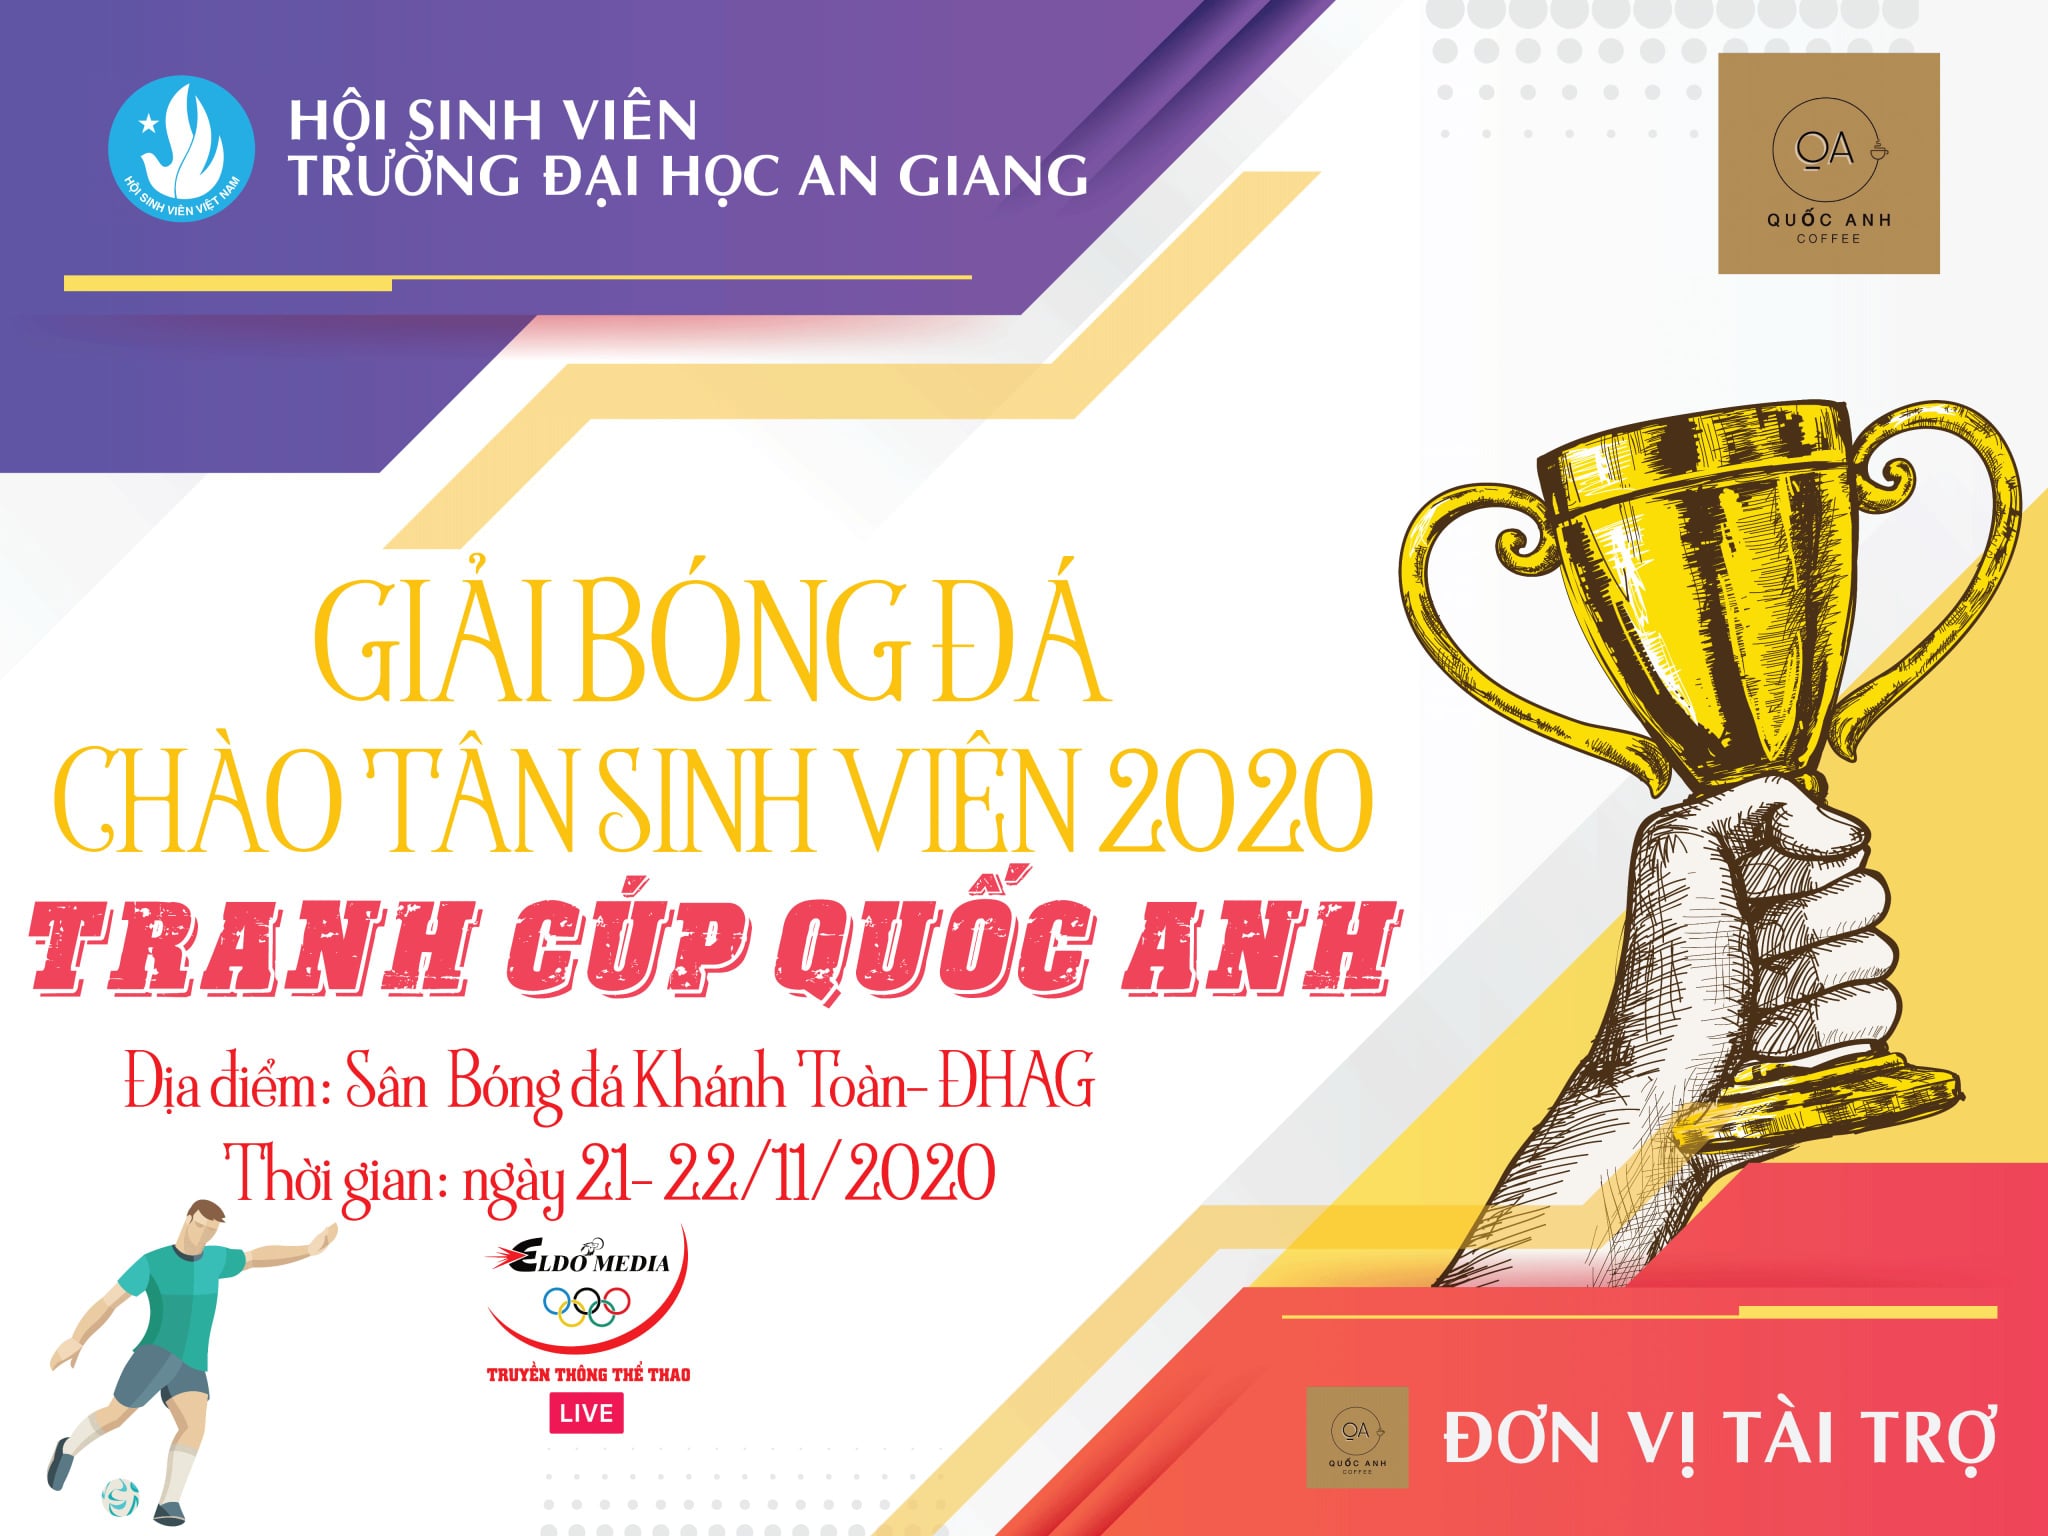 HỘI SINH VIÊN
TRƯỜNG ĐẠI HỌC AN GIANG
HỘI SINH VIÊN VIỆT NAM
QA
QUỐC ANH
COFFEE
GIẢI BÓNG ĐÁ
CHÀO TÂN SINH VIÊN 2020
TRANH CÚP QUỐC ANH
Địa điểm: Sân Bóng đá Khánh Toàn- ĐHAG
Thời gian: ngày 21- 22/11/2020
ELDO MEDIA
TRUYỀN THÔNG THỂ THAO
LIVE
QA
QUỐC ANH
COFFEE
ĐƠN VỊ TÀI TRỢ